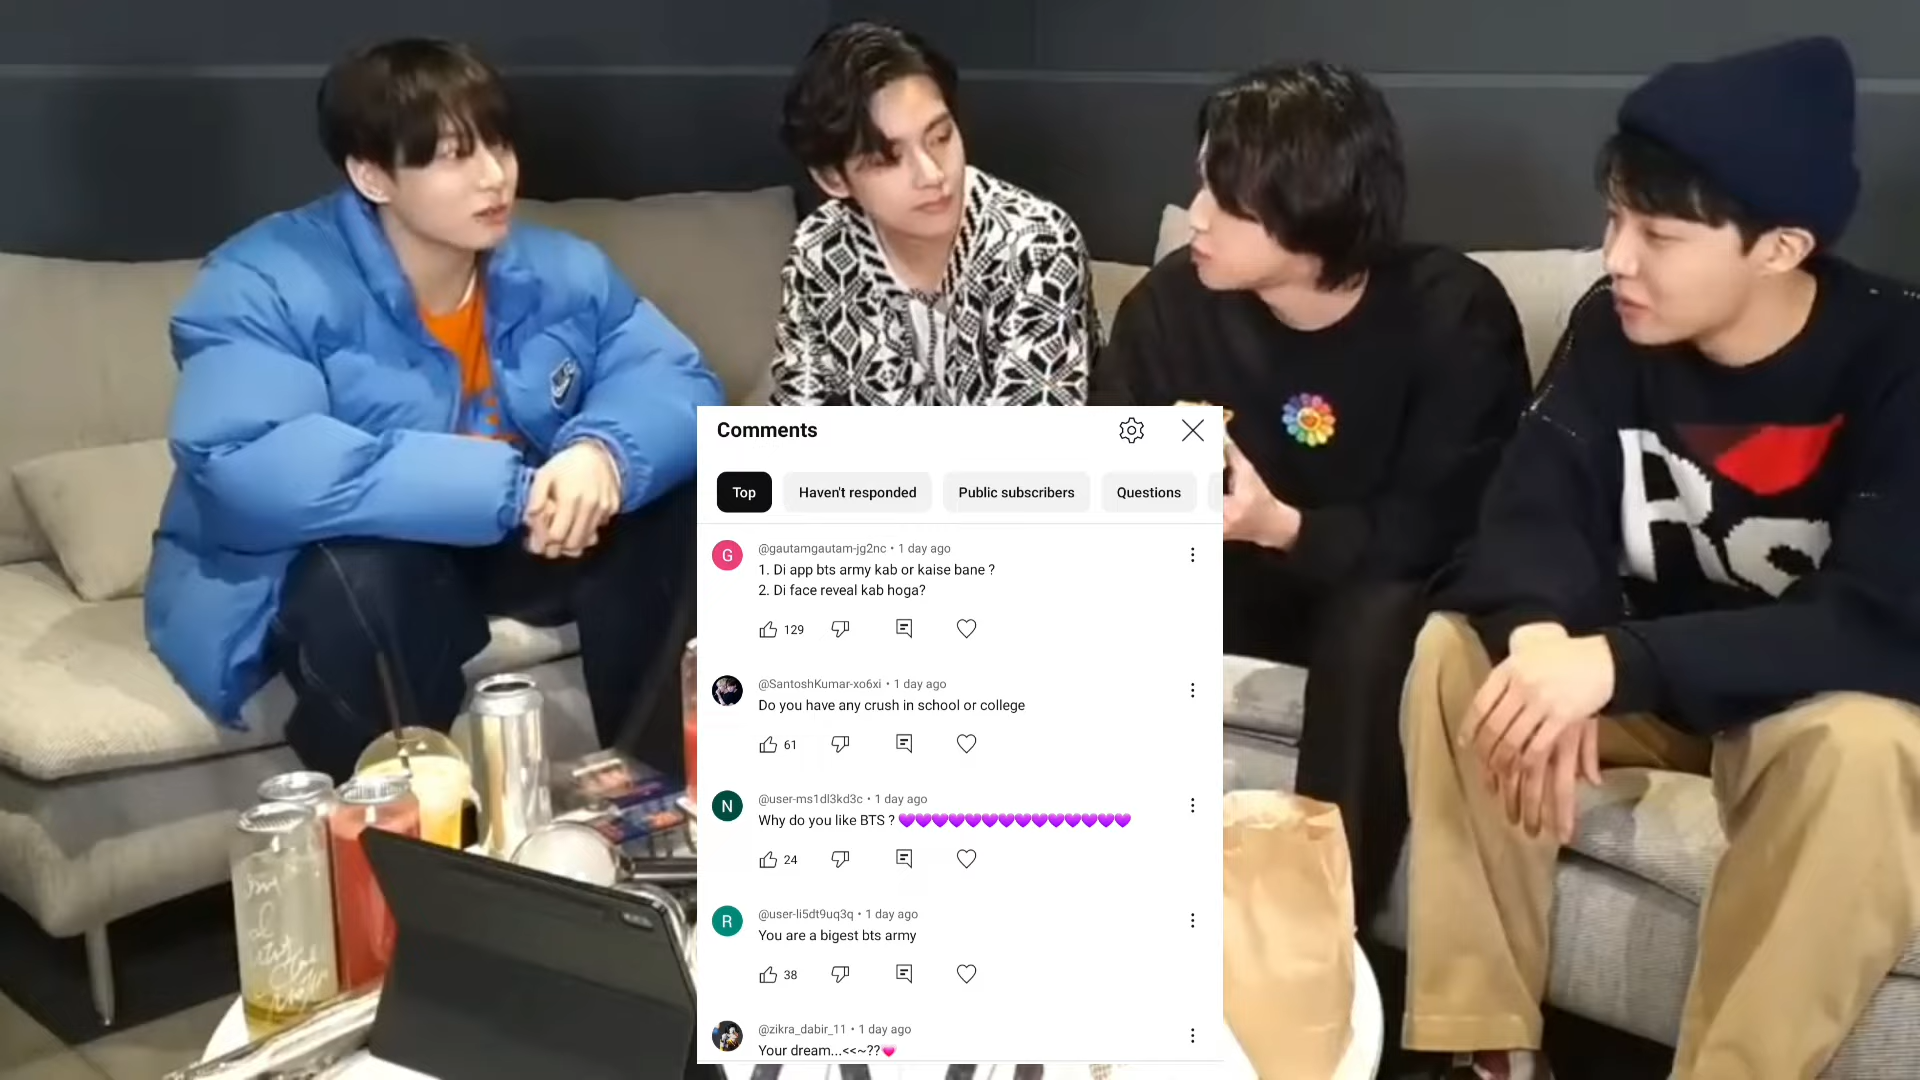 Comments
Top
Haven't responded
Public subscribers
Questions
G
@gautamgautam-jg2nc • 1 day ago
1. Di app bts army kab or kaise bane ?
2. Di face reveal kab hoga?
129
@SantoshKumar-xo6xi • 1 day ago
Do you have any crush in school or college
61
N
@user-ms1dl3kd3c • 1 day ago
Why do you like BTS ? 💜💜💜💜💜💜💜💜💜💜💜💜💜💜
24
R
@user-li5dt9uq3q • 1 day ago
You are a bigest bts army
38
@zikra_dabir_11 • 1 day ago
Your dream...<<~??💗